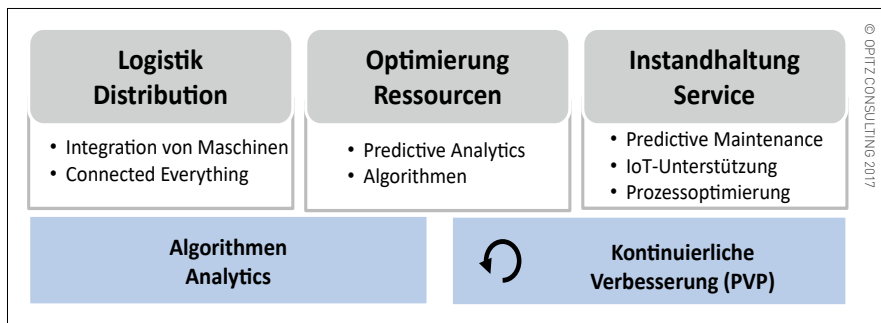 Logistik
Distribution
• Integration von Maschinen
• Connected Everything
Optimierung
Ressourcen
• Predictive Analytics
• Algorithmen
Instandhaltung
Service
• Predictive Maintenance
• IoT-Unterstützung
• Prozessoptimierung
Algorithmen
Analytics
Kontinuierliche
Verbesserung (PVP)
© OPITZ CONSULTING 2017